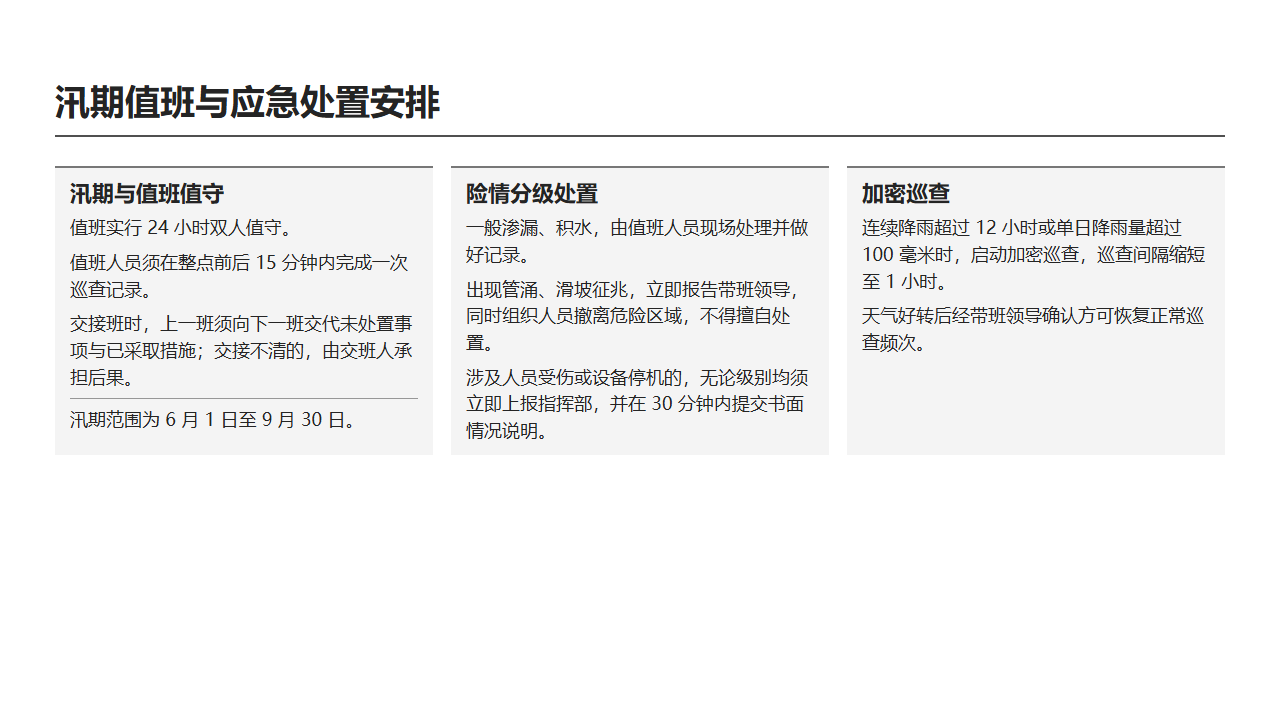 汛期值班与应急处置安排
汛期与值班值守
值班实行 24 小时双人值守。
值班人员须在整点前后 15 分钟内完成一次
巡查记录。
交接班时，上一班须向下一班交代未处置事
项与已采取措施；交接不清的，由交班人承
担后果。
汛期范围为 6 月 1 日至 9 月 30 日。
险情分级处置
一般渗漏、积水，由值班人员现场处理并做
好记录。
出现管涌、滑坡征兆，立即报告带班领导，
同时组织人员撤离危险区域，不得擅自处
置。
涉及人员受伤或设备停机的，无论级别均须
立即上报指挥部，并在 30 分钟内提交书面
情况说明。
加密巡查
连续降雨超过 12 小时或单日降雨量超过
100 毫米时，启动加密巡查，巡查间隔缩短
至 1 小时。
天气好转后经带班领导确认方可恢复正常巡
查频次。